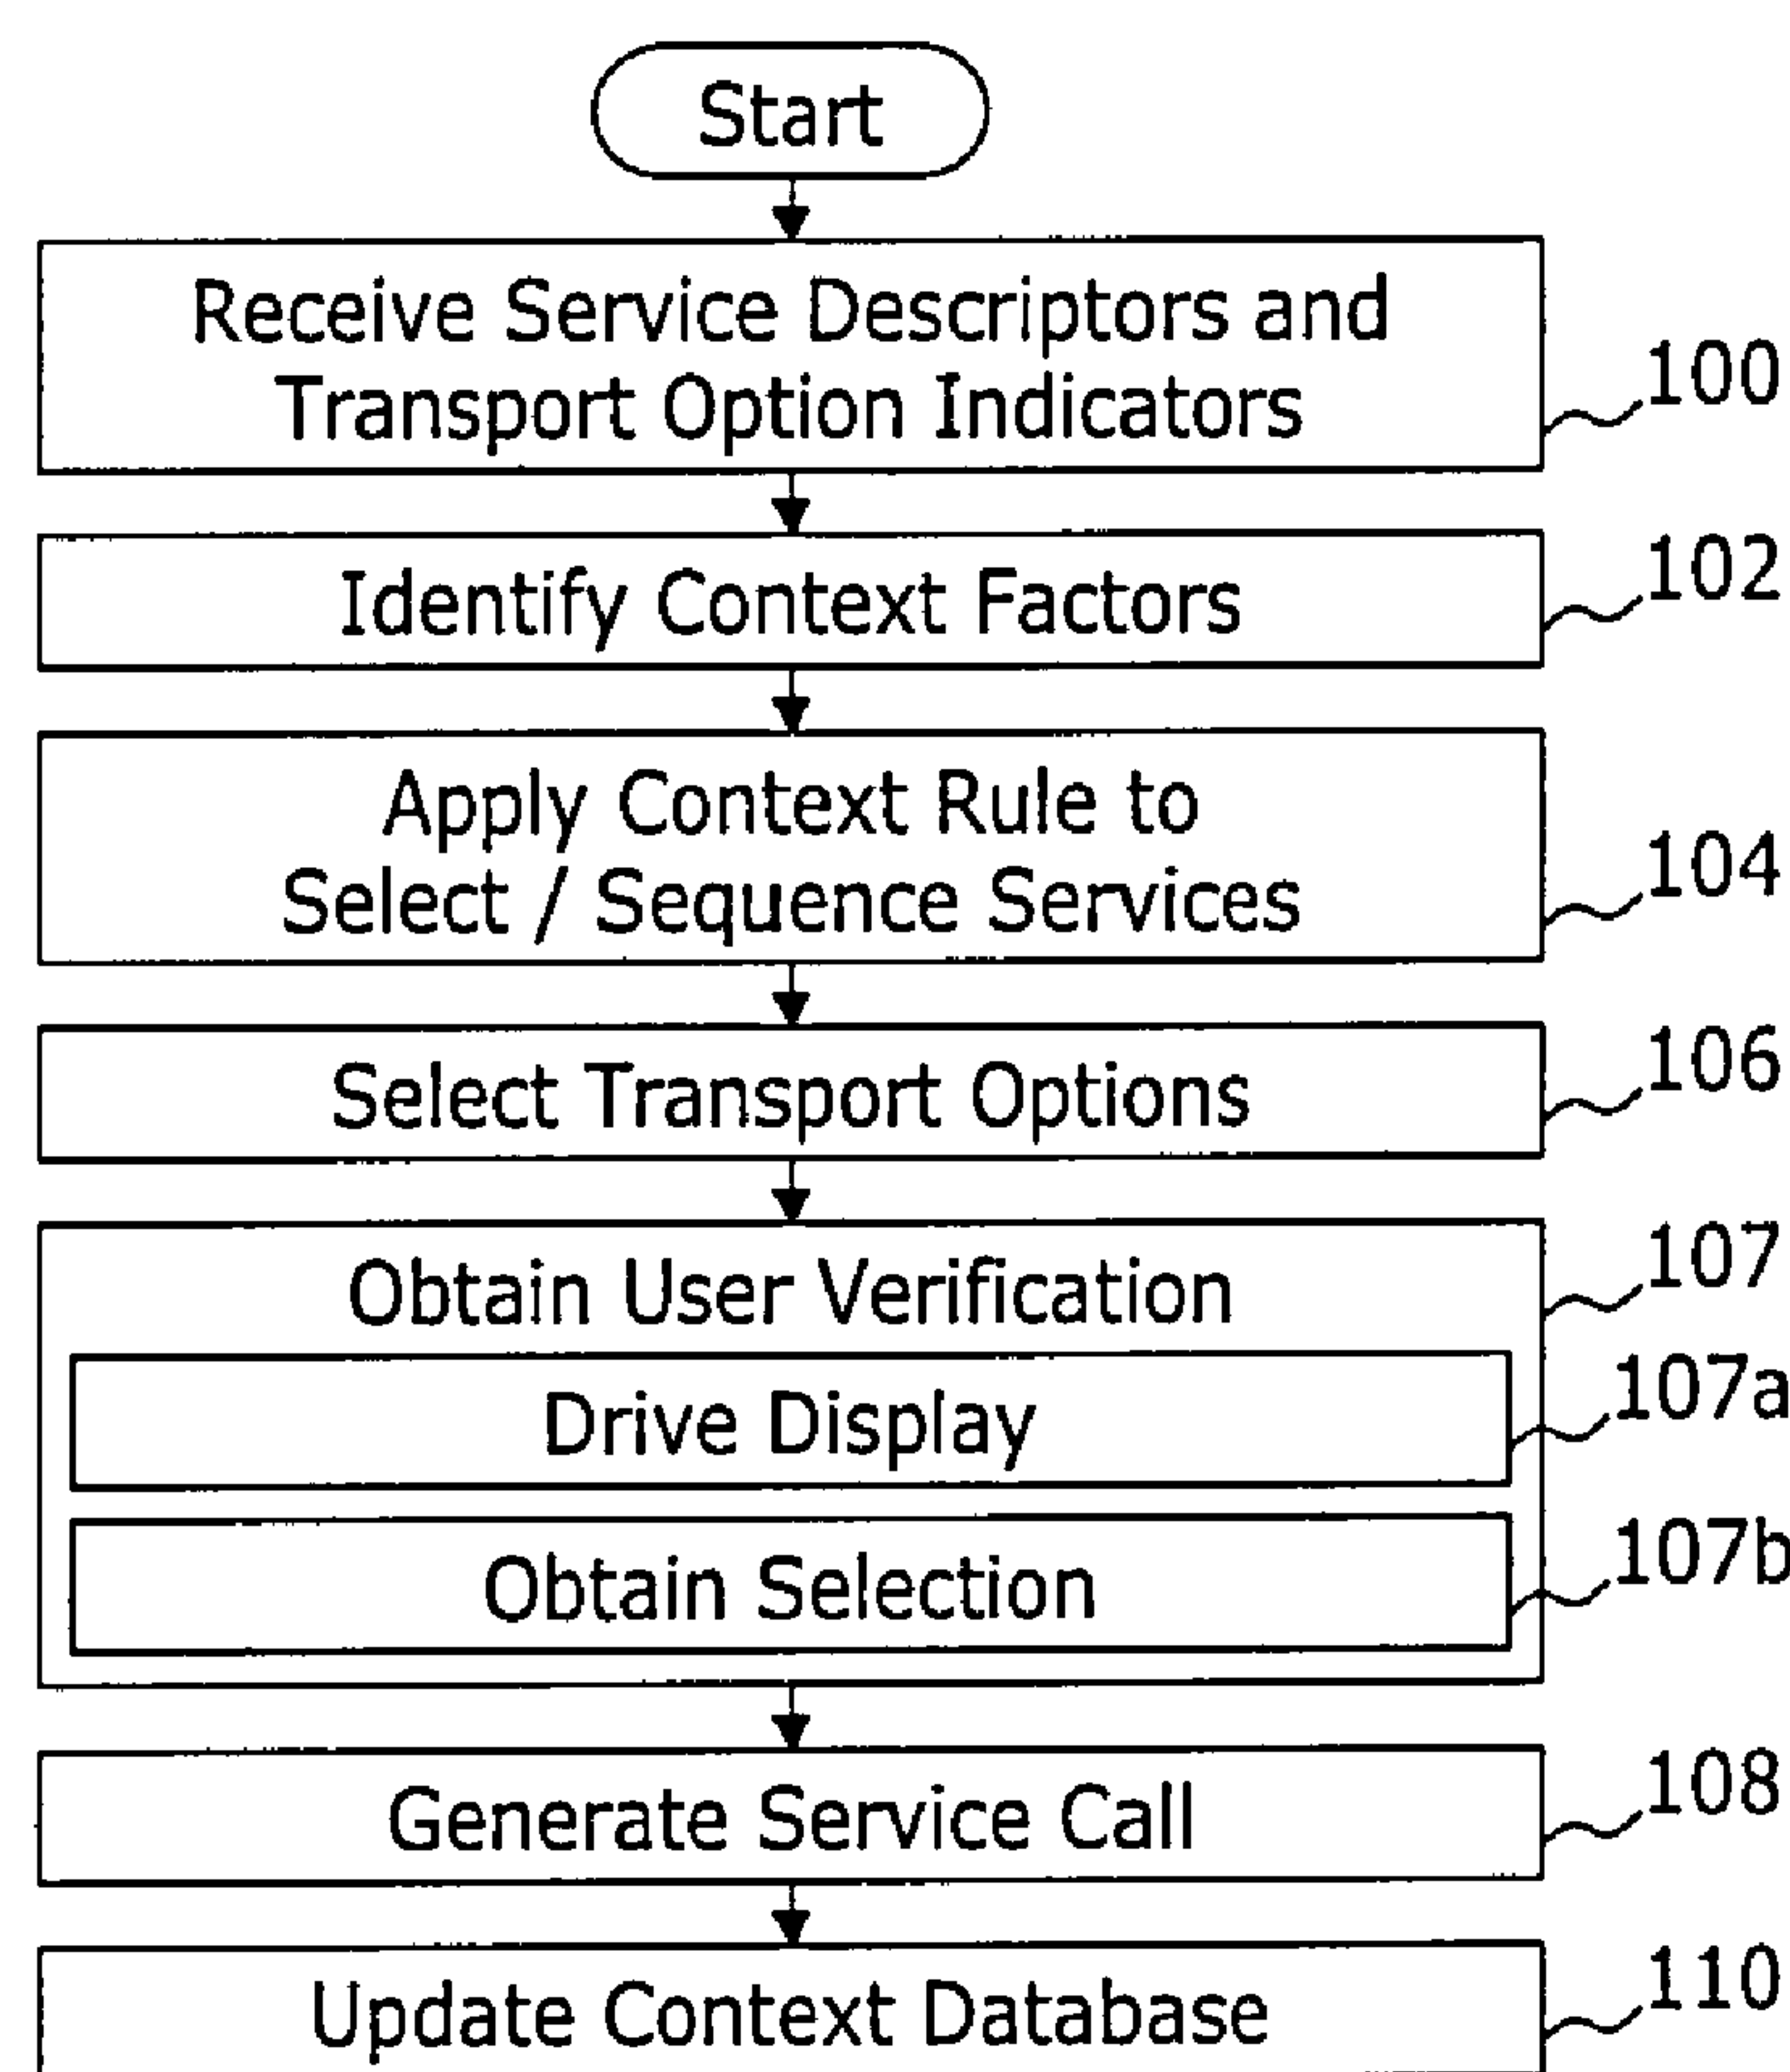 Start
Receive Service Descriptors and
Transport Option Indicators
100
Identify Context Factors
102
Apply Context Rule to
Select / Sequence Services
104
Select Transport Options
106
Obtain User Verification
107
Drive Display
107a
Obtain Selection
107b
Generate Service Call
108
Update Context Database
110